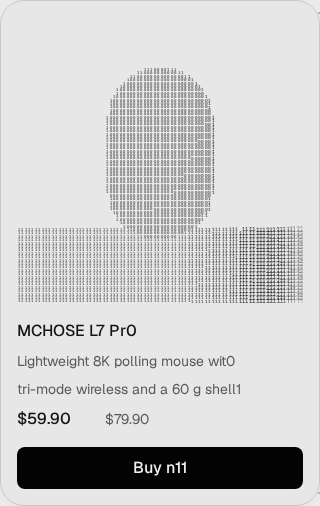 MCHOSE L7 Pr0
Lightweight 8K polling mouse wit0
tri-mode wireless and a 60 g shell1
$59.90 $79.90
Buy n11